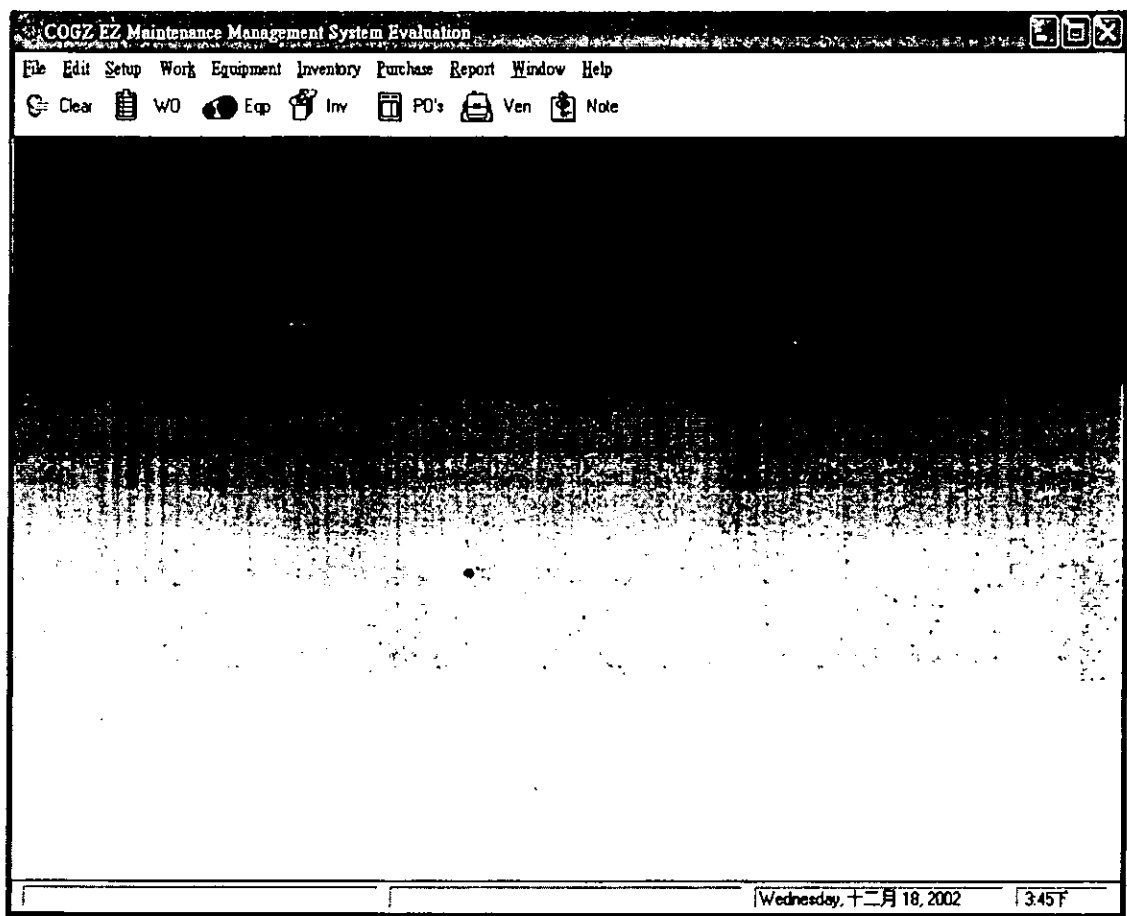 COGZ EZ Maintenance Management System Evaluation
File Edit Setup Work Equipment Inventory Purchase Report Window Help
Clear WO Eqp Inv PO's Ven Note
Wednesday, 十二月 18, 2002 3:45下